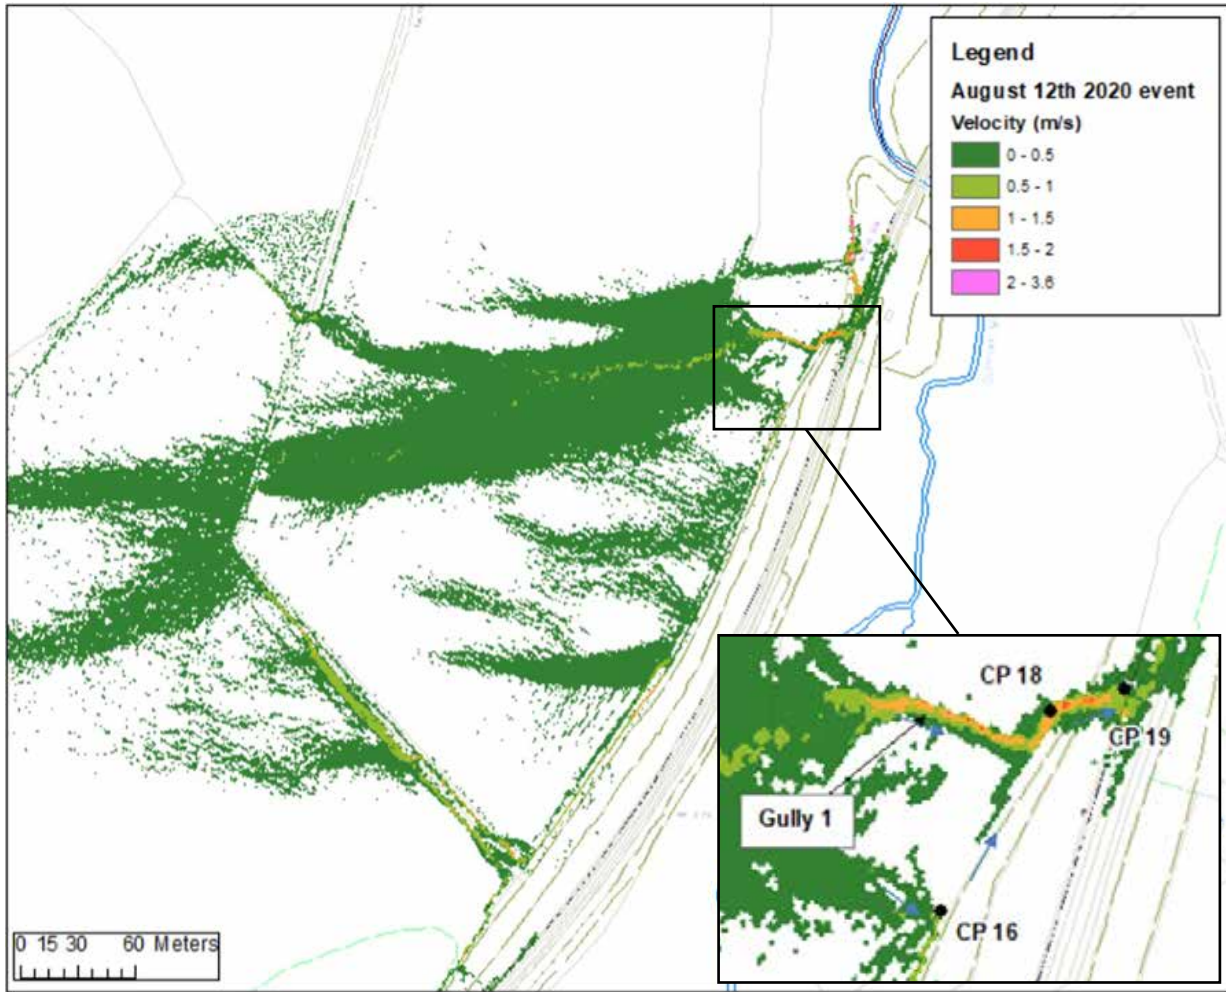 Legend
August 12th 2020 event
Velocity (m/s)
0 - 0.5
0.5 - 1
1 - 1.5
1.5 - 2
2 - 3.6
CP 18
CP 19
Gully 1
CP 16
0 15 30 60 Meters